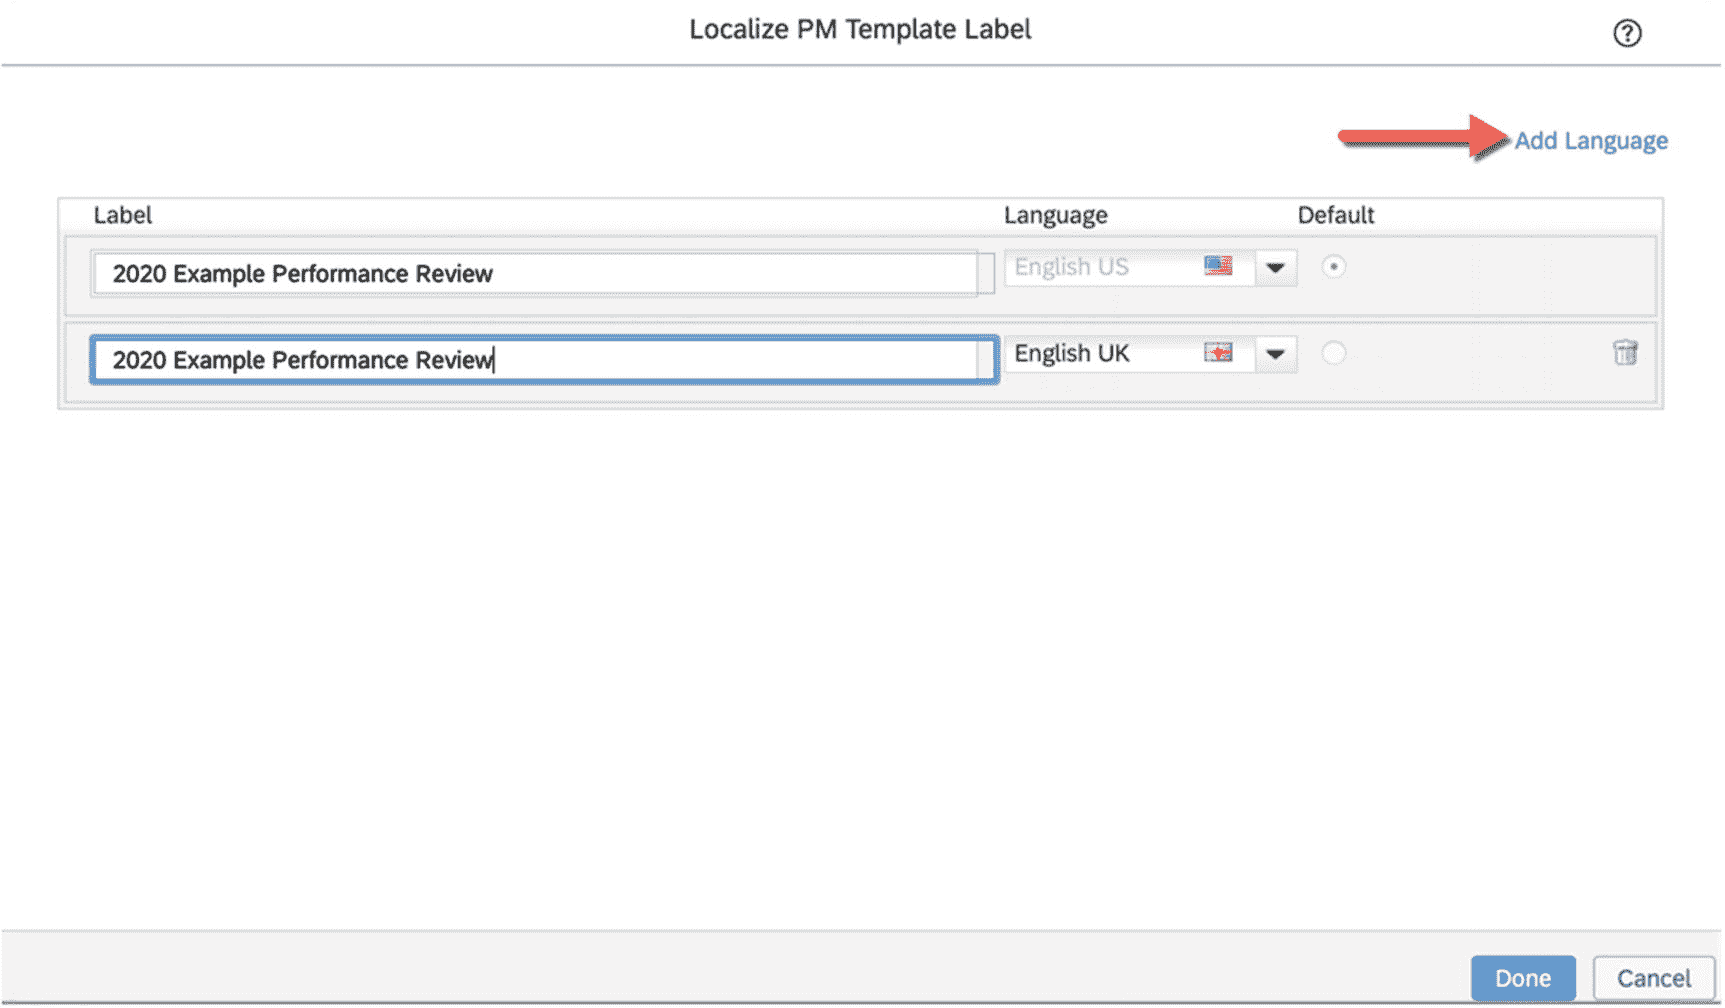 Localize PM Template Label
?
Add Language
Label Language Default
2020 Example Performance Review English US
2020 Example Performance Review English UK
Done Cancel